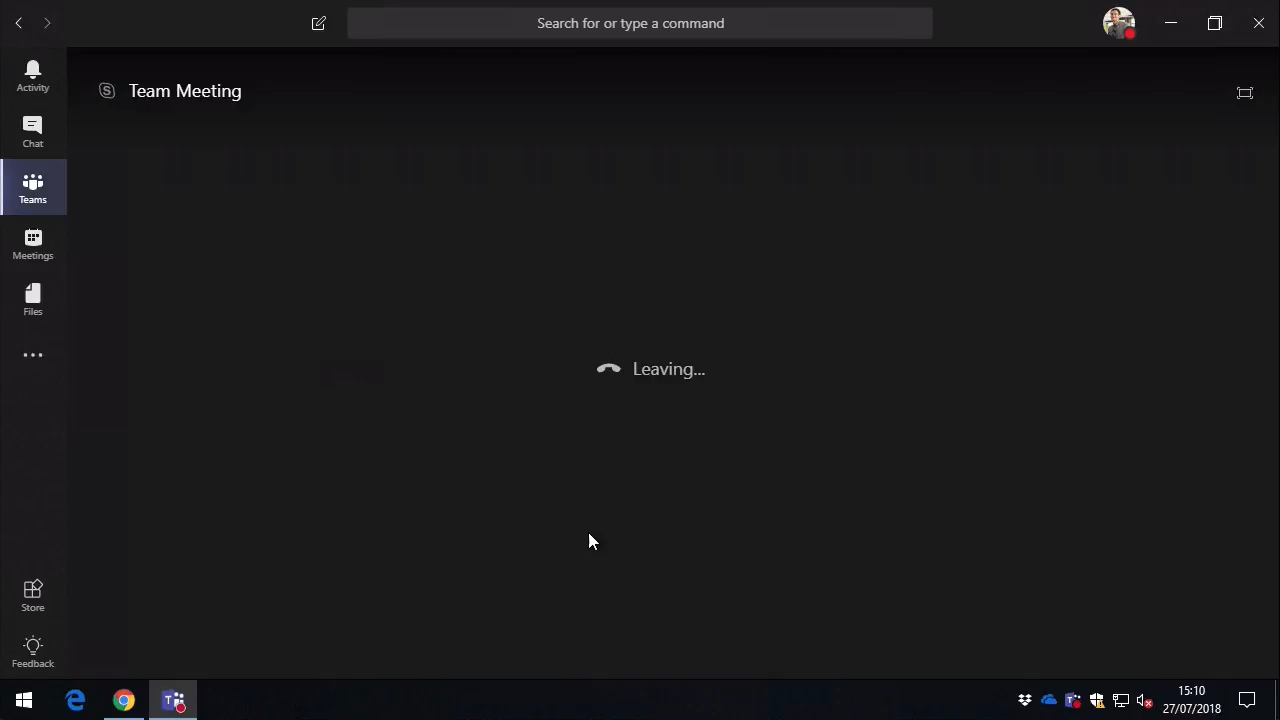 Search for or type a command
Activity
Team Meeting
Chat
Teams
Meetings
Files
Leaving...
Store
Feedback
15:10
27/07/2018